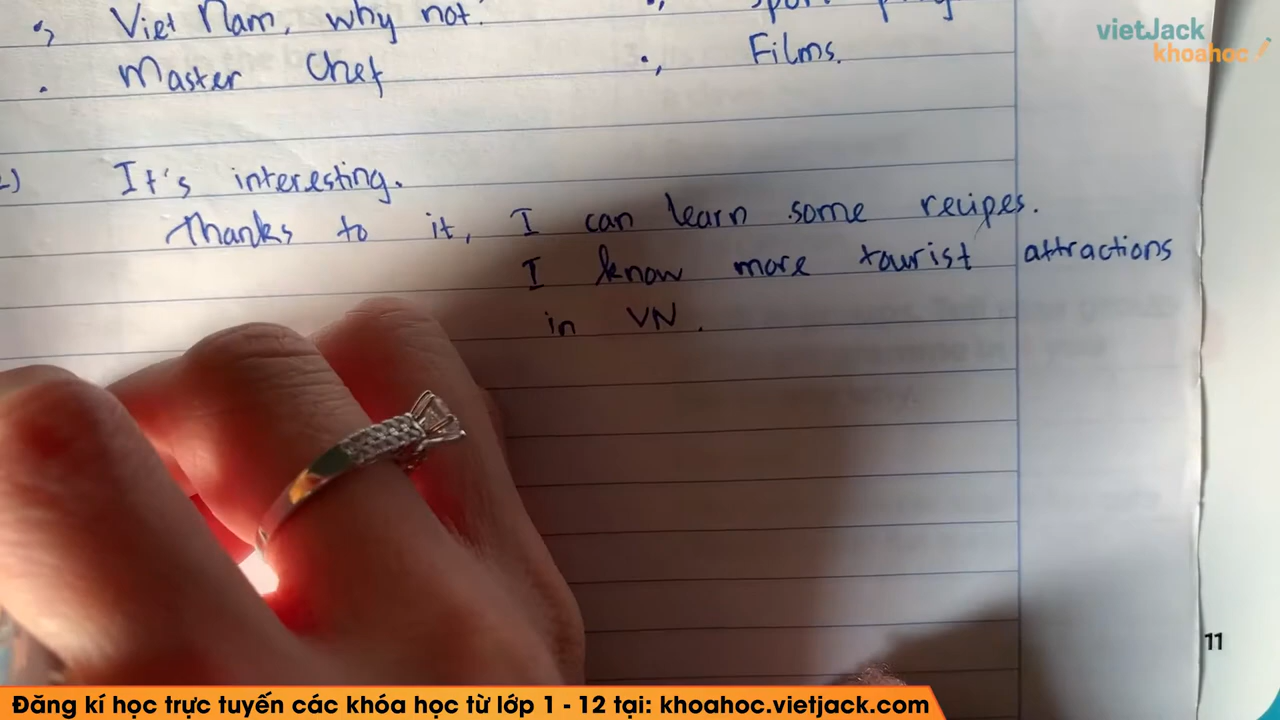 Viet Nam, why not.
Master Chef
Films.
vietJack
khoahoc
It's interesting.
Thanks to it, I can learn some recipes.
I know more tourist attractions
in VN.
11
Đăng kí học trực tuyến các khóa học từ lớp 1 - 12 tại: khoahoc.vietjack.com